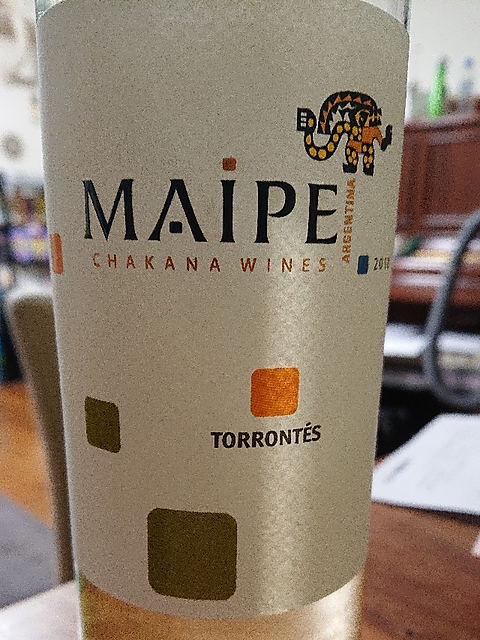 MAIPE
ARGENTINA
CHAKANA WINES
TORRONTÉS